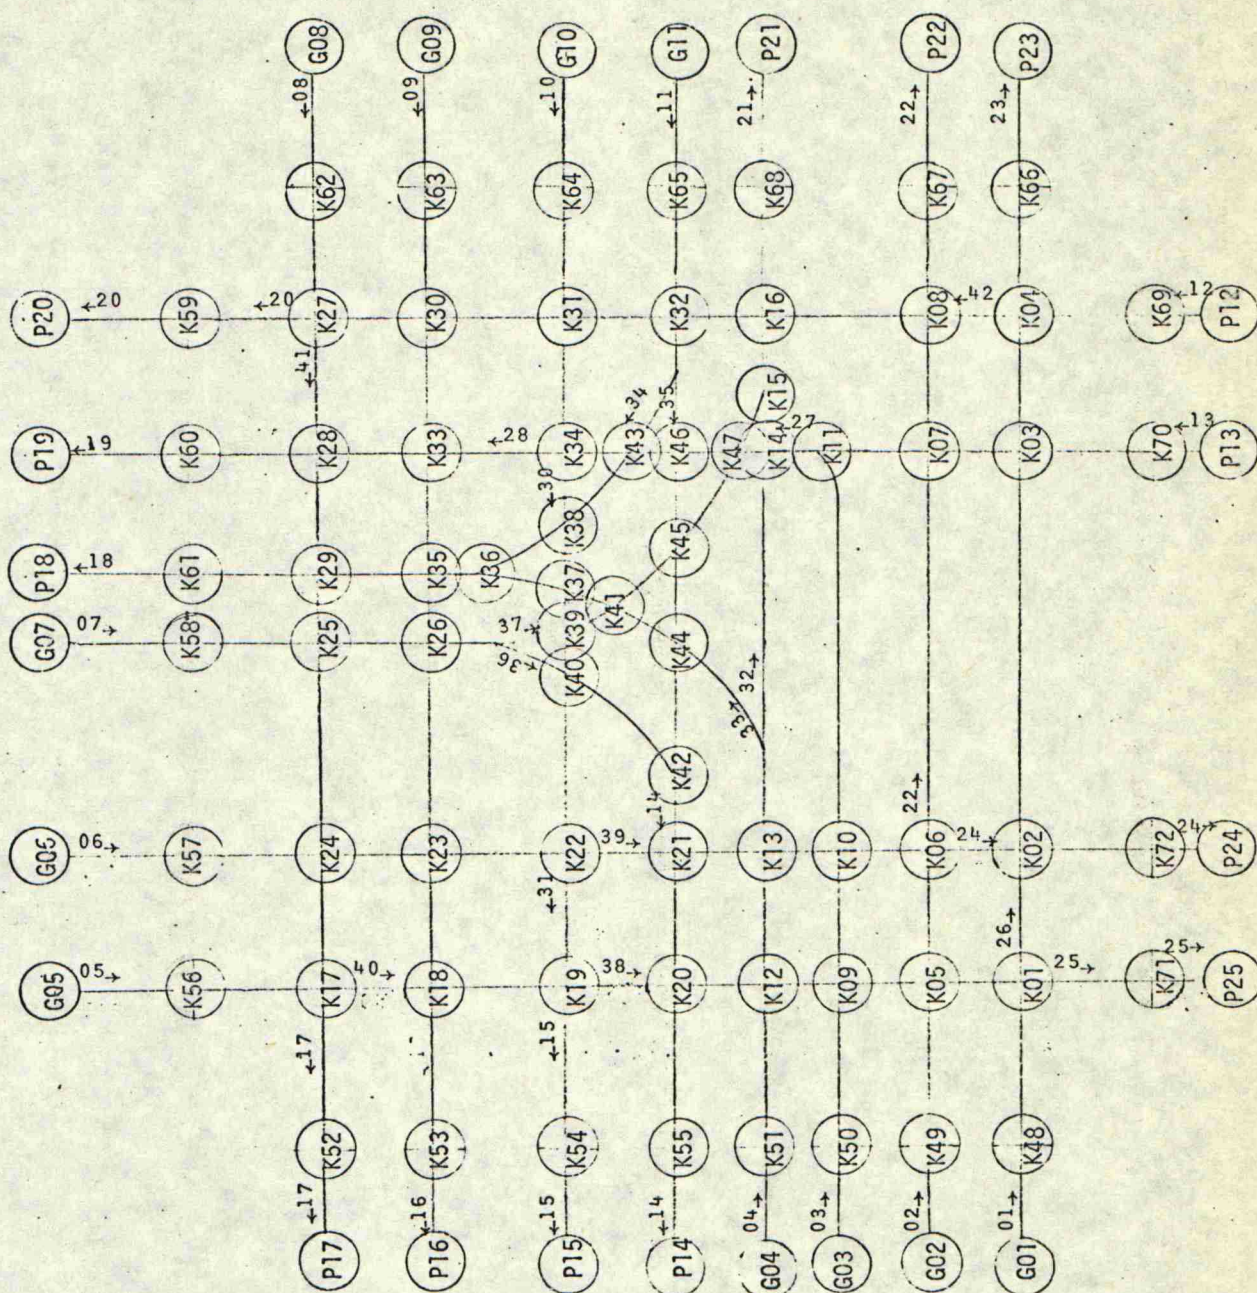 G05 G05 G07 P18 P19 P20
05→ 06→ 07→ ←18 ←19 ←20
K56 K57 K58 K61 K60 K59
←20
←17 ←17 ←41 ←08
P17 K52 K17 K24 K25 K29 K28 K27 K62 G08
40→
←16 ←09
P16 K53 K18 K23 K26 K35 K33 K30 K63 G09
K36 ←28
36→ 37→
←15 ←15 ←31 ←30 ←10
P15 K54 K19 K22 K40 K39 K37 K38 K34 K31 K64 G10
38→ 39→ K41
K43 ←34
←14 ←14 ←35 ←11
P14 K55 K20 K21 K42 K44 K45 K46 K32 K65 G11
33→ K47
04→ 32→ 21→
G04 K51 K12 K13 K14 K15 K16 K68 P21
←27
03→
G03 K50 K09 K10 K11
02→ 22→ 22→
G02 K49 K05 K06 K07 K08 K67 P22
24→ ←42
01→ 26→ 23→
G01 K48 K01 K02 K03 K04 K66 P23
25→
K71 K72 K70 K69
25→ 24→ ←13 ←12
P25 P24 P13 P12